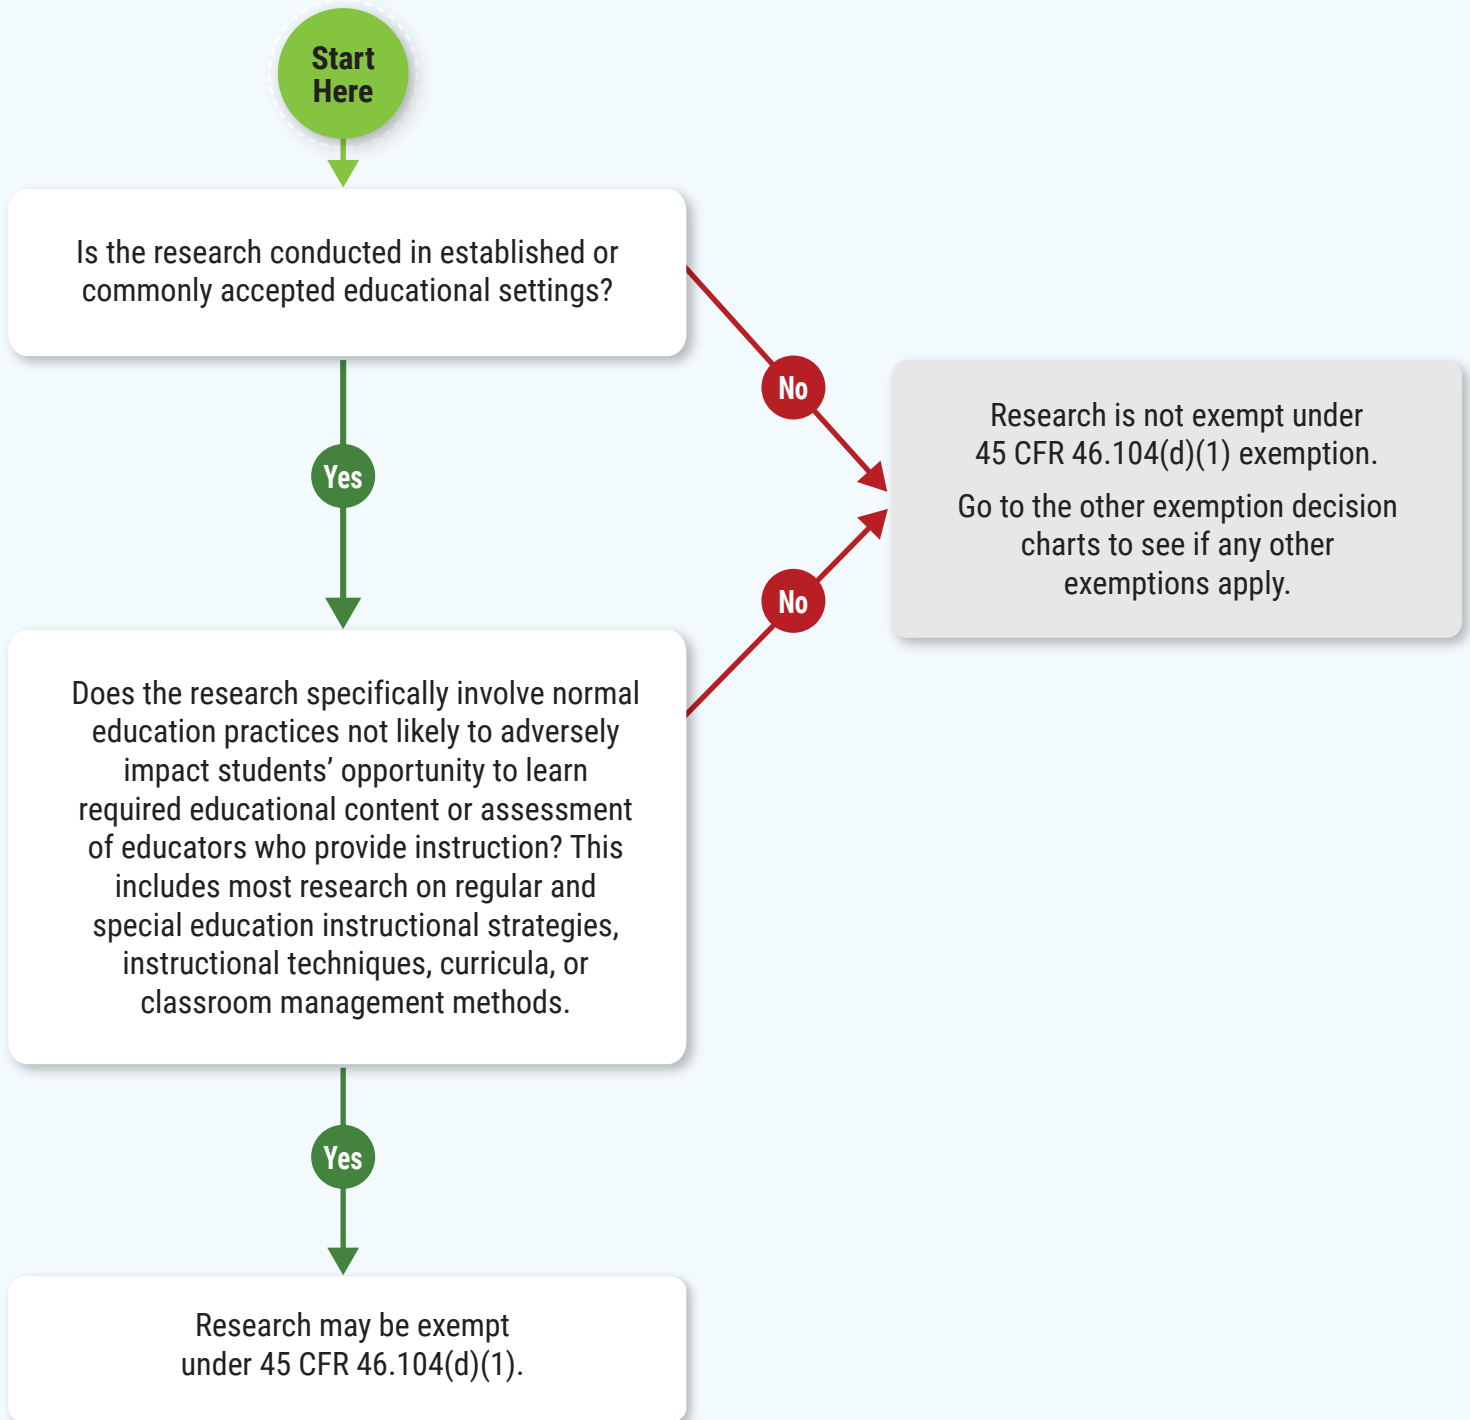 Start
Here
Is the research conducted in established or
commonly accepted educational settings?
No
Research is not exempt under
45 CFR 46.104(d)(1) exemption.
Go to the other exemption decision
charts to see if any other
exemptions apply.
Yes
No
Does the research specifically involve normal
education practices not likely to adversely
impact students’ opportunity to learn
required educational content or assessment
of educators who provide instruction? This
includes most research on regular and
special education instructional strategies,
instructional techniques, curricula, or
classroom management methods.
Yes
Research may be exempt
under 45 CFR 46.104(d)(1).